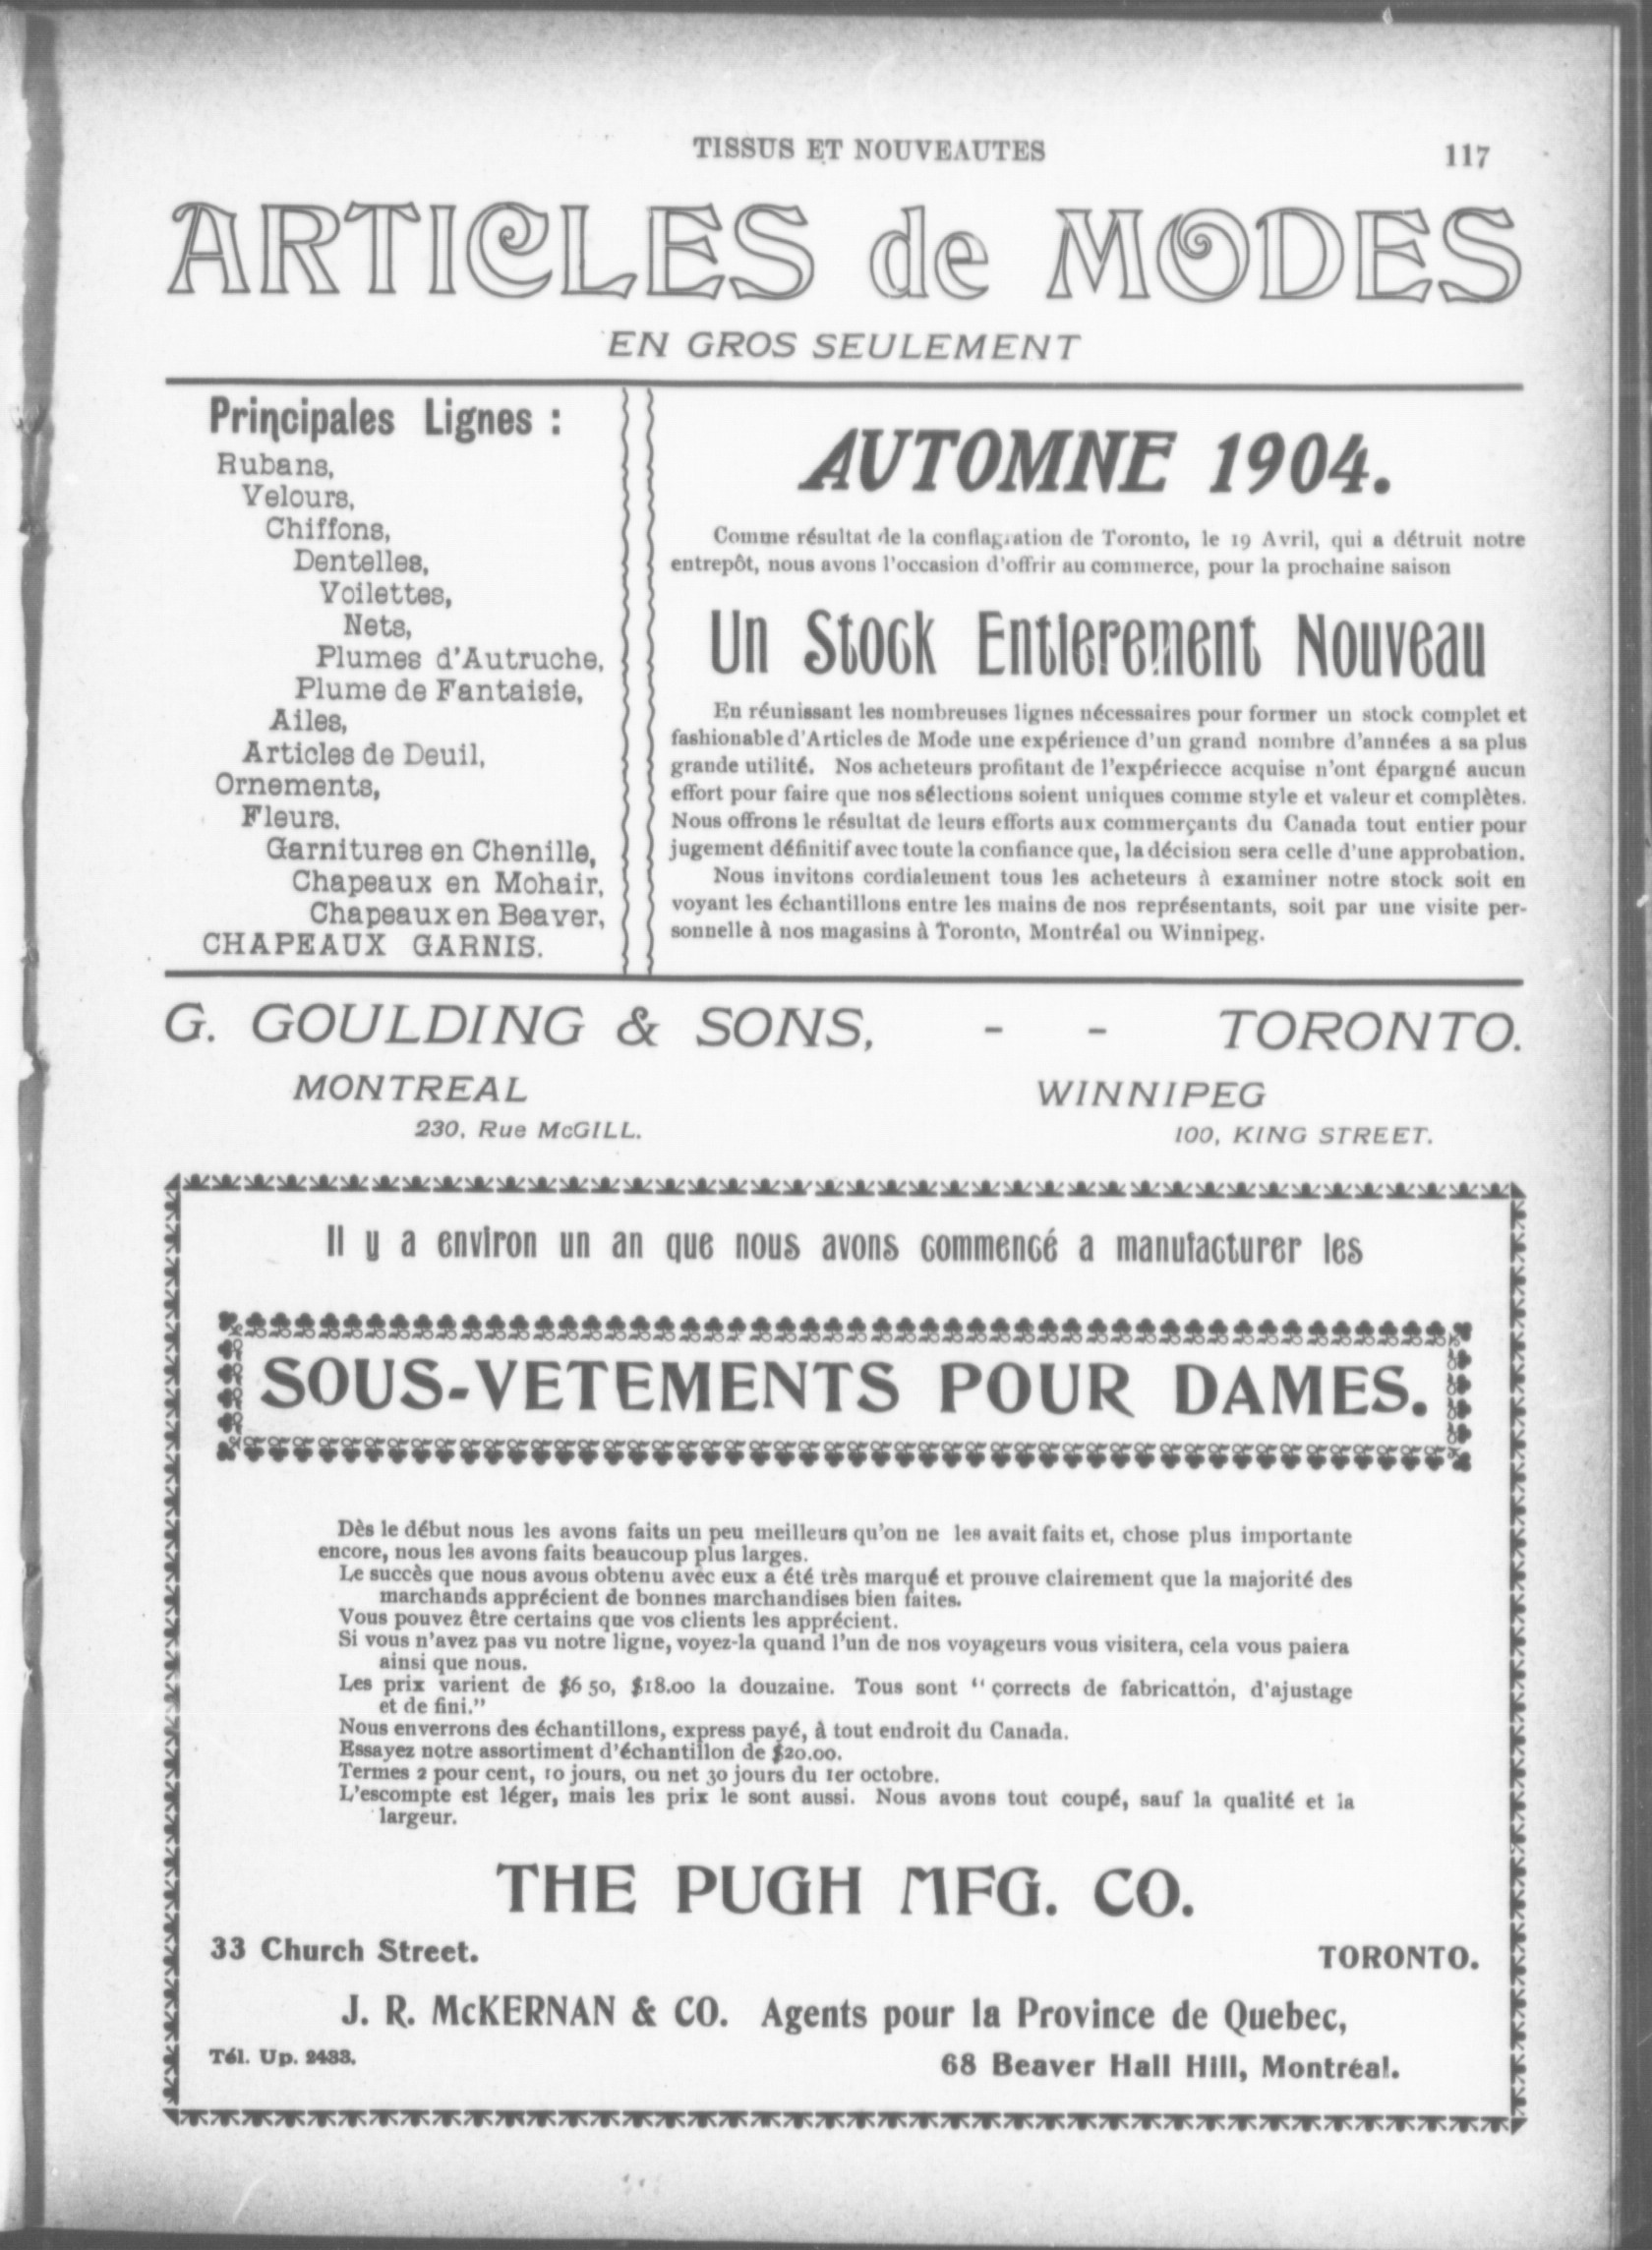 TISSUS ET NOUVEAUTES
117
ARTICLES de MODES
EN GROS SEULEMENT
Principales Lignes :
Rubans,
Velours,
Chiffons,
Dentelles,
Voilettes,
Nets,
Plumes d'Autruche,
Plume de Fantaisie,
Ailes,
Articles de Deuil,
Ornements,
Fleurs.
Garnitures en Chenille,
Chapeaux en Mohair,
Chapeaux en Beaver,
CHAPEAUX GARNIS.
AUTOMNE 1904.
Comme résultat de la conflagration de Toronto, le 19 Avril, qui a détruit notre
entrepôt, nous avons l'occasion d'offrir au commerce, pour la prochaine saison
Un Stock Entierement Nouveau
En réunissant les nombreuses lignes nécessaires pour former un stock complet et
fashionable d'Articles de Mode une expérience d'un grand nombre d'années a sa plus
grande utilité. Nos acheteurs profitant de l'expériecce acquise n'ont épargné aucun
effort pour faire que nos sélections soient uniques comme style et valeur et complètes.
Nous offrons le résultat de leurs efforts aux commerçants du Canada tout entier pour
jugement définitif avec toute la confiance que, la décision sera celle d'une approbation.
Nous invitons cordialement tous les acheteurs à examiner notre stock soit en
voyant les échantillons entre les mains de nos représentants, soit par une visite per-
sonnelle à nos magasins à Toronto, Montréal ou Winnipeg.
G. GOULDING & SONS, - - TORONTO.
MONTREAL
230, Rue McGILL.
WINNIPEG
100, KING STREET.
Il y a environ un an que nous avons commencé a manufacturer les
SOUS-VETEMENTS POUR DAMES.
Dès le début nous les avons faits un peu meilleurs qu'on ne les avait faits et, chose plus importante
encore, nous les avons faits beaucoup plus larges.
Le succès que nous avous obtenu avec eux a été très marqué et prouve clairement que la majorité des
marchands apprécient de bonnes marchandises bien faites.
Vous pouvez être certains que vos clients les apprécient.
Si vous n'avez pas vu notre ligne, voyez-la quand l'un de nos voyageurs vous visitera, cela vous paiera
ainsi que nous.
Les prix varient de $6 50, $18.00 la douzaine. Tous sont "corrects de fabricatton, d'ajustage
et de fini."
Nous enverrons des échantillons, express payé, à tout endroit du Canada.
Essayez notre assortiment d'échantillon de $20.00.
Termes 2 pour cent, 10 jours, ou net 30 jours du 1er octobre.
L'escompte est léger, mais les prix le sont aussi. Nous avons tout coupé, sauf la qualité et la
largeur.
THE PUGH MFG. CO.
33 Church Street.
TORONTO.
J. R. McKERNAN & CO. Agents pour la Province de Quebec,
Tél. Up. 2433.
68 Beaver Hall Hill, Montréal.